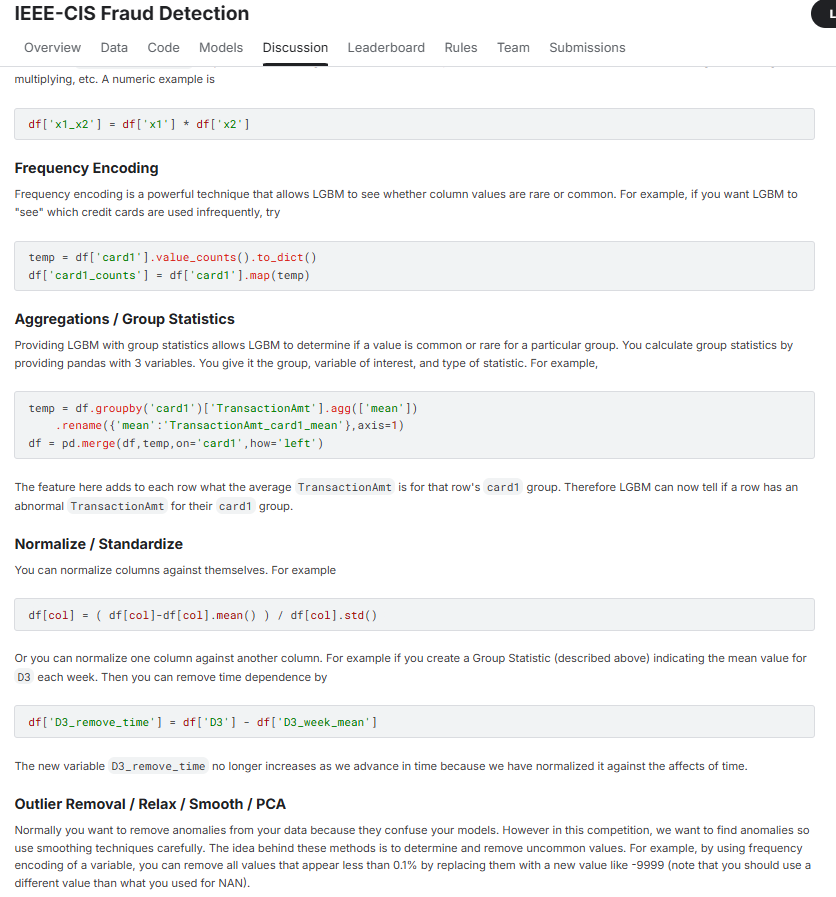 IEEE-CIS Fraud Detection
Overview Data Code Models Discussion Leaderboard Rules Team Submissions
multiplying, etc. A numeric example is
df['x1_x2'] = df['x1'] * df['x2']
Frequency Encoding
Frequency encoding is a powerful technique that allows LGBM to see whether column values are rare or common. For example, if you want LGBM to
"see" which credit cards are used infrequently, try
temp = df['card1'].value_counts().to_dict()
df['card1_counts'] = df['card1'].map(temp)
Aggregations / Group Statistics
Providing LGBM with group statistics allows LGBM to determine if a value is common or rare for a particular group. You calculate group statistics by
providing pandas with 3 variables. You give it the group, variable of interest, and type of statistic. For example,
temp = df.groupby('card1')['TransactionAmt'].agg(['mean'])
    .rename({'mean':'TransactionAmt_card1_mean'},axis=1)
df = pd.merge(df,temp,on='card1',how='left')
The feature here adds to each row what the average TransactionAmt is for that row's card1 group. Therefore LGBM can now tell if a row has an
abnormal TransactionAmt for their card1 group.
Normalize / Standardize
You can normalize columns against themselves. For example
df[col] = ( df[col]-df[col].mean() ) / df[col].std()
Or you can normalize one column against another column. For example if you create a Group Statistic (described above) indicating the mean value for
D3 each week. Then you can remove time dependence by
df['D3_remove_time'] = df['D3'] - df['D3_week_mean']
The new variable D3_remove_time no longer increases as we advance in time because we have normalized it against the affects of time.
Outlier Removal / Relax / Smooth / PCA
Normally you want to remove anomalies from your data because they confuse your models. However in this competition, we want to find anomalies so
use smoothing techniques carefully. The idea behind these methods is to determine and remove uncommon values. For example, by using frequency
encoding of a variable, you can remove all values that appear less than 0.1% by replacing them with a new value like -9999 (note that you should use a
different value than what you used for NAN).